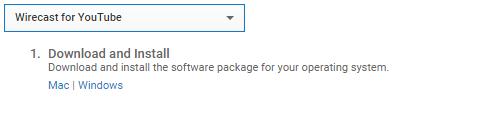 Wirecast for YouTube
1. Download and Install
Download and install the software package for your operating system.
Mac | Windows